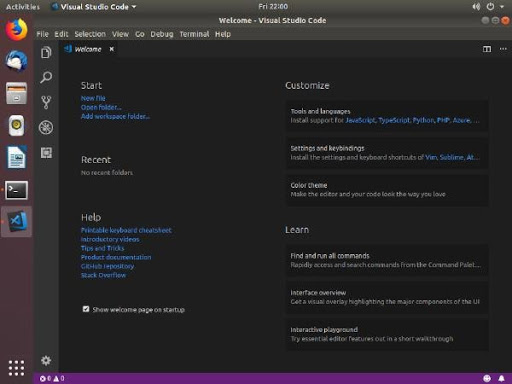 Activities
Visual Studio Code
Fri 22:00
Welcome - Visual Studio Code
File Edit Selection View Go Debug Terminal Help
Welcome
Start
New file
Open folder...
Add workspace folder...
Recent
No recent folders
Help
Printable keyboard cheatsheet
Introductory videos
Tips and Tricks
Product documentation
GitHub repository
Stack Overflow
Show welcome page on startup
Customize
Tools and languages
Install support for JavaScript, TypeScript, Python, PHP, Azure, ...
Settings and keybindings
Install the settings and keyboard shortcuts of Vim, Sublime, At...
Color theme
Make the editor and your code look the way you love
Learn
Find and run all commands
Rapidly access and search commands from the Command Palet...
Interface overview
Get a visual overlay highlighting the major components of the UI
Interactive playground
Try essential editor features out in a short walkthrough
0 0